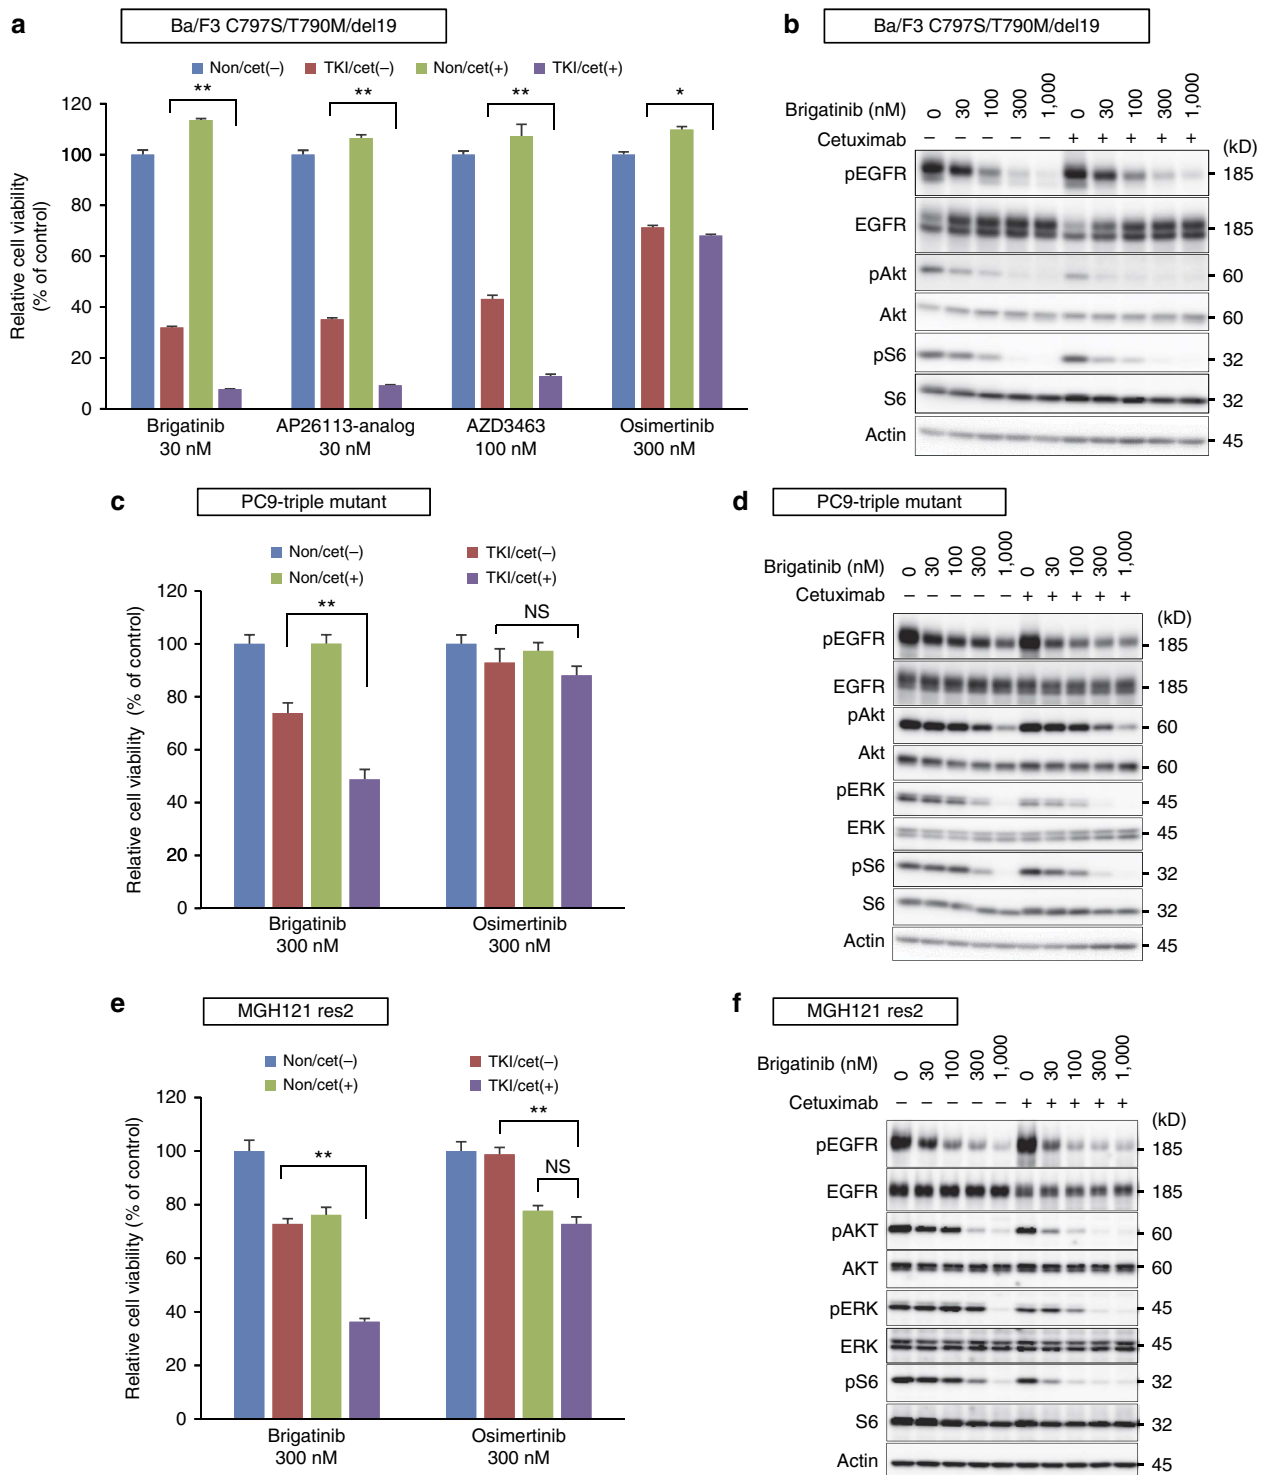 a
Ba/F3 C797S/T790M/del19
Non/cet(–) TKI/cet(–) Non/cet(+) TKI/cet(+)
Relative cell viability
(% of control)
120
100
80
60
40
20
0
** ** ** *
Brigatinib AP26113-analog AZD3463 Osimertinib
30 nM 30 nM 100 nM 300 nM
b
Ba/F3 C797S/T790M/del19
Brigatinib (nM) 0 30 100 300 1,000 0 30 100 300 1,000
Cetuximab – – – – – + + + + + (kD)
pEGFR 185
EGFR 185
pAkt 60
Akt 60
pS6 32
S6 32
Actin 45
c
PC9-triple mutant
Non/cet(–) TKI/cet(–)
Non/cet(+) TKI/cet(+)
Relative cell viability (% of control)
120
100
80
60
40
20
0
** NS
Brigatinib Osimertinib
300 nM 300 nM
d
PC9-triple mutant
Brigatinib (nM) 0 30 100 300 1,000 0 30 100 300 1,000
Cetuximab – – – – – + + + + +
(kD)
pEGFR 185
EGFR 185
pAkt 60
Akt 60
pERK 45
ERK 45
pS6 32
S6 32
Actin 45
e
MGH121 res2
Non/cet(–) TKI/cet(–)
Non/cet(+) TKI/cet(+)
Relative cell viability (% of control)
120
100
80
60
40
20
0
** ** NS
Brigatinib Osimertinib
300 nM 300 nM
f
MGH121 res2
Brigatinib (nM) 0 30 100 300 1,000 0 30 100 300 1,000
Cetuximab – – – – – + + + + +
(kD)
pEGFR 185
EGFR 185
pAKT 60
AKT 60
pERK 45
ERK 45
pS6 32
S6 32
Actin 45